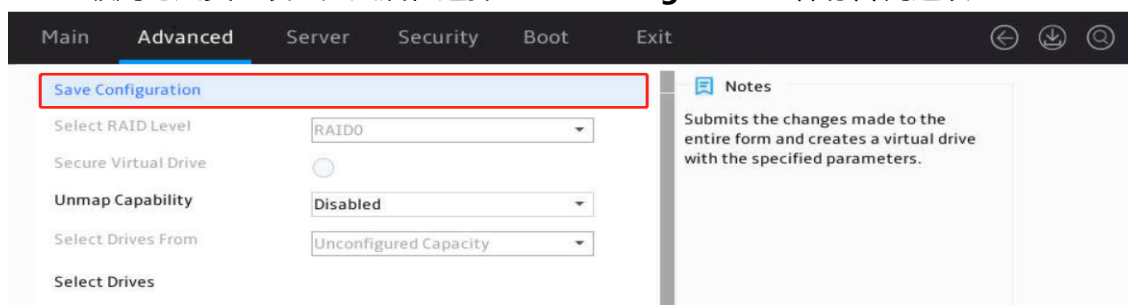 Main Advanced Server Security Boot Exit
Save Configuration
Select RAID Level RAID0
Secure Virtual Drive
Unmap Capability Disabled
Select Drives From Unconfigured Capacity
Select Drives
Notes
Submits the changes made to the
entire form and creates a virtual drive
with the specified parameters.